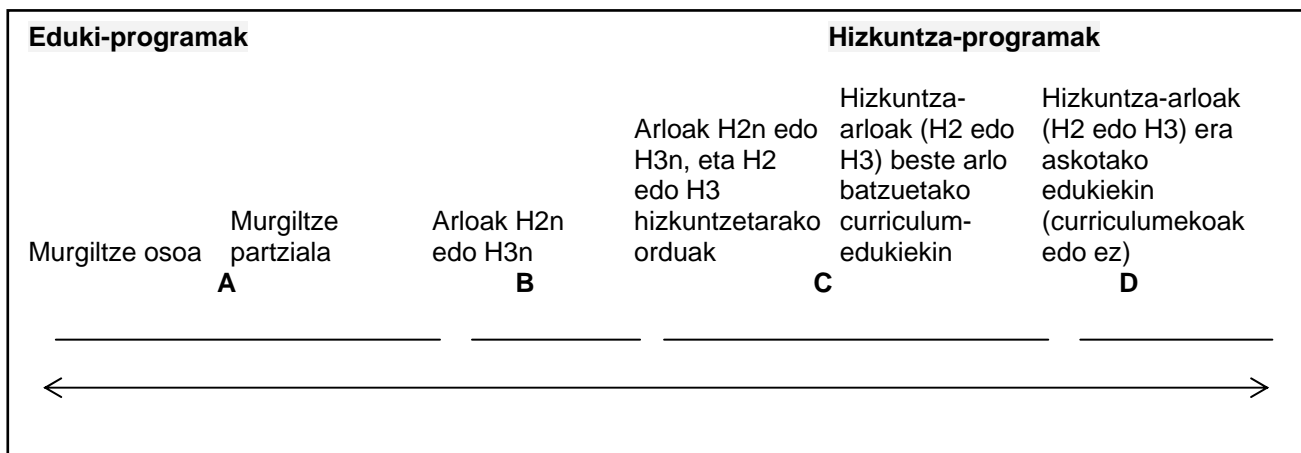 Eduki-programak
Hizkuntza-programak
Murgiltze osoa
Murgiltze
partziala
Arloak H2n
edo H3n
Arloak H2n edo
H3n, eta H2
edo H3
hizkuntzetarako
orduak
Hizkuntza-
arloak (H2 edo
H3) beste arlo
batzuetako
curriculum-
edukiekin
Hizkuntza-arloak
(H2 edo H3) era
askotako
edukiekin
(curriculumekoak
edo ez)
A
B
C
D